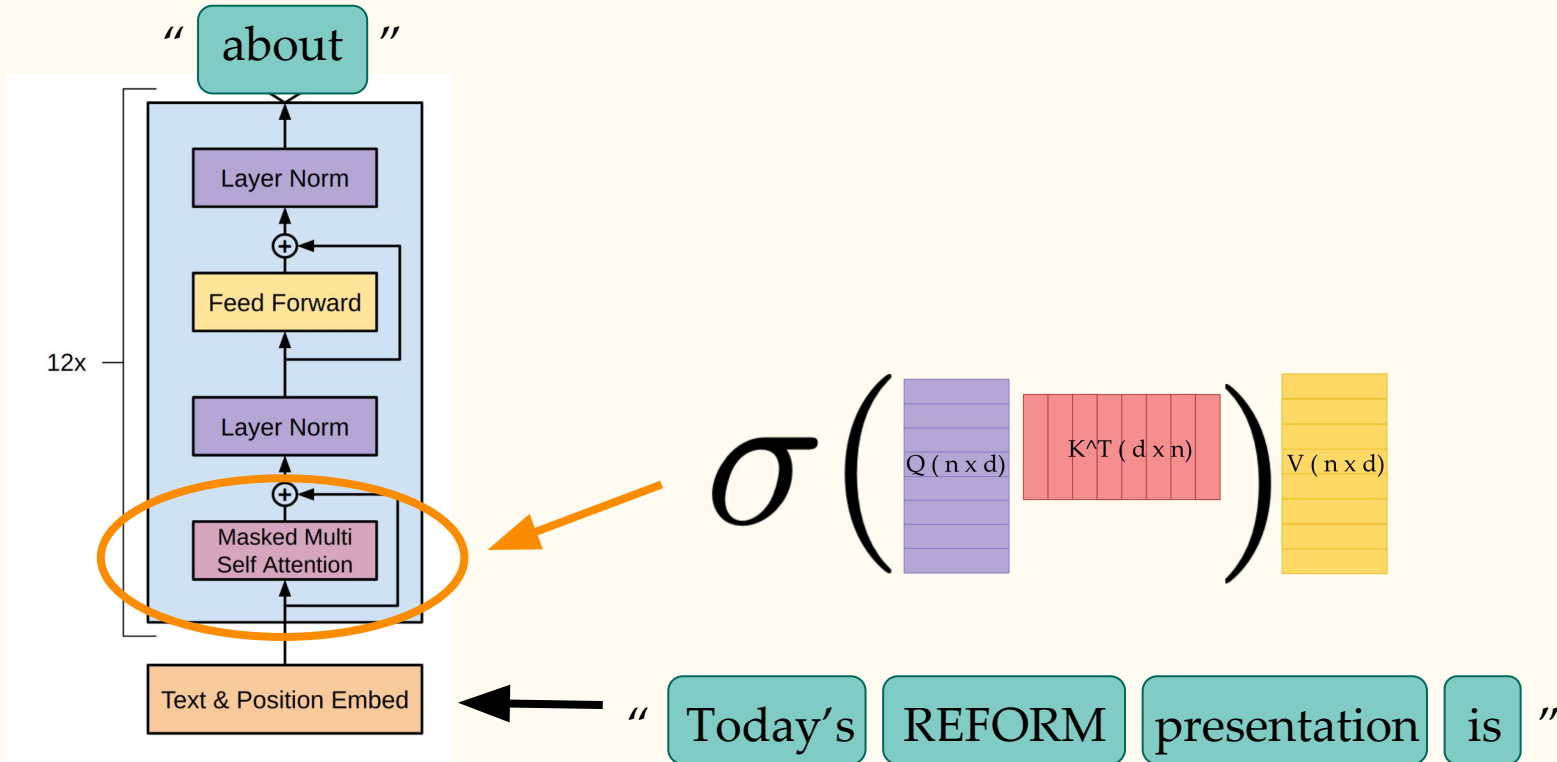 “ about ”
Layer Norm
+
Feed Forward
12x
Layer Norm
+
Masked Multi
Self Attention
Text & Position Embed
σ ( Q ( n x d) K^T ( d x n) ) V ( n x d)
“ Today’s REFORM presentation is ”